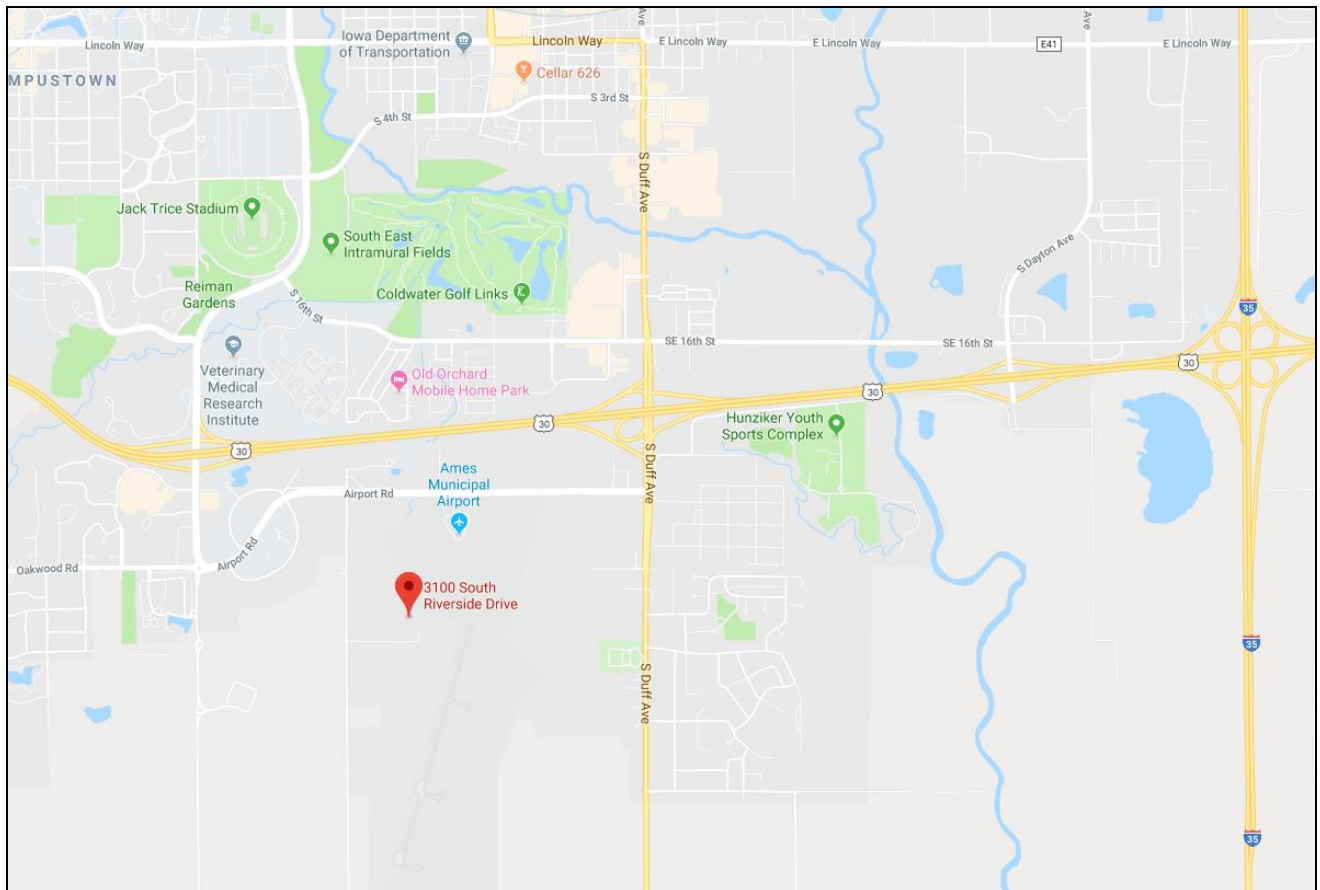 Ave
Ave
Iowa Department
of Transportation
Lincoln Way
Lincoln Way
E Lincoln Way
E Lincoln Way
E41
E Lincoln Way
MPUSTOWN
Cellar 626
S 3rd St
S 4th St
S Duff Ave
Jack Trice Stadium
South East
Intramural Fields
S Dayton Ave
Reiman
Gardens
Coldwater Golf Links
S 16th St
35
SE 16th St
SE 16th St
Veterinary
Medical
Research
Institute
Old Orchard
Mobile Home Park
30
30
30
30
Hunziker Youth
Sports Complex
S Duff Ave
Ames
Municipal
Airport
Airport Rd
Airport Rd
Oakwood Rd
3100 South
Riverside Drive
35
S Duff Ave
35